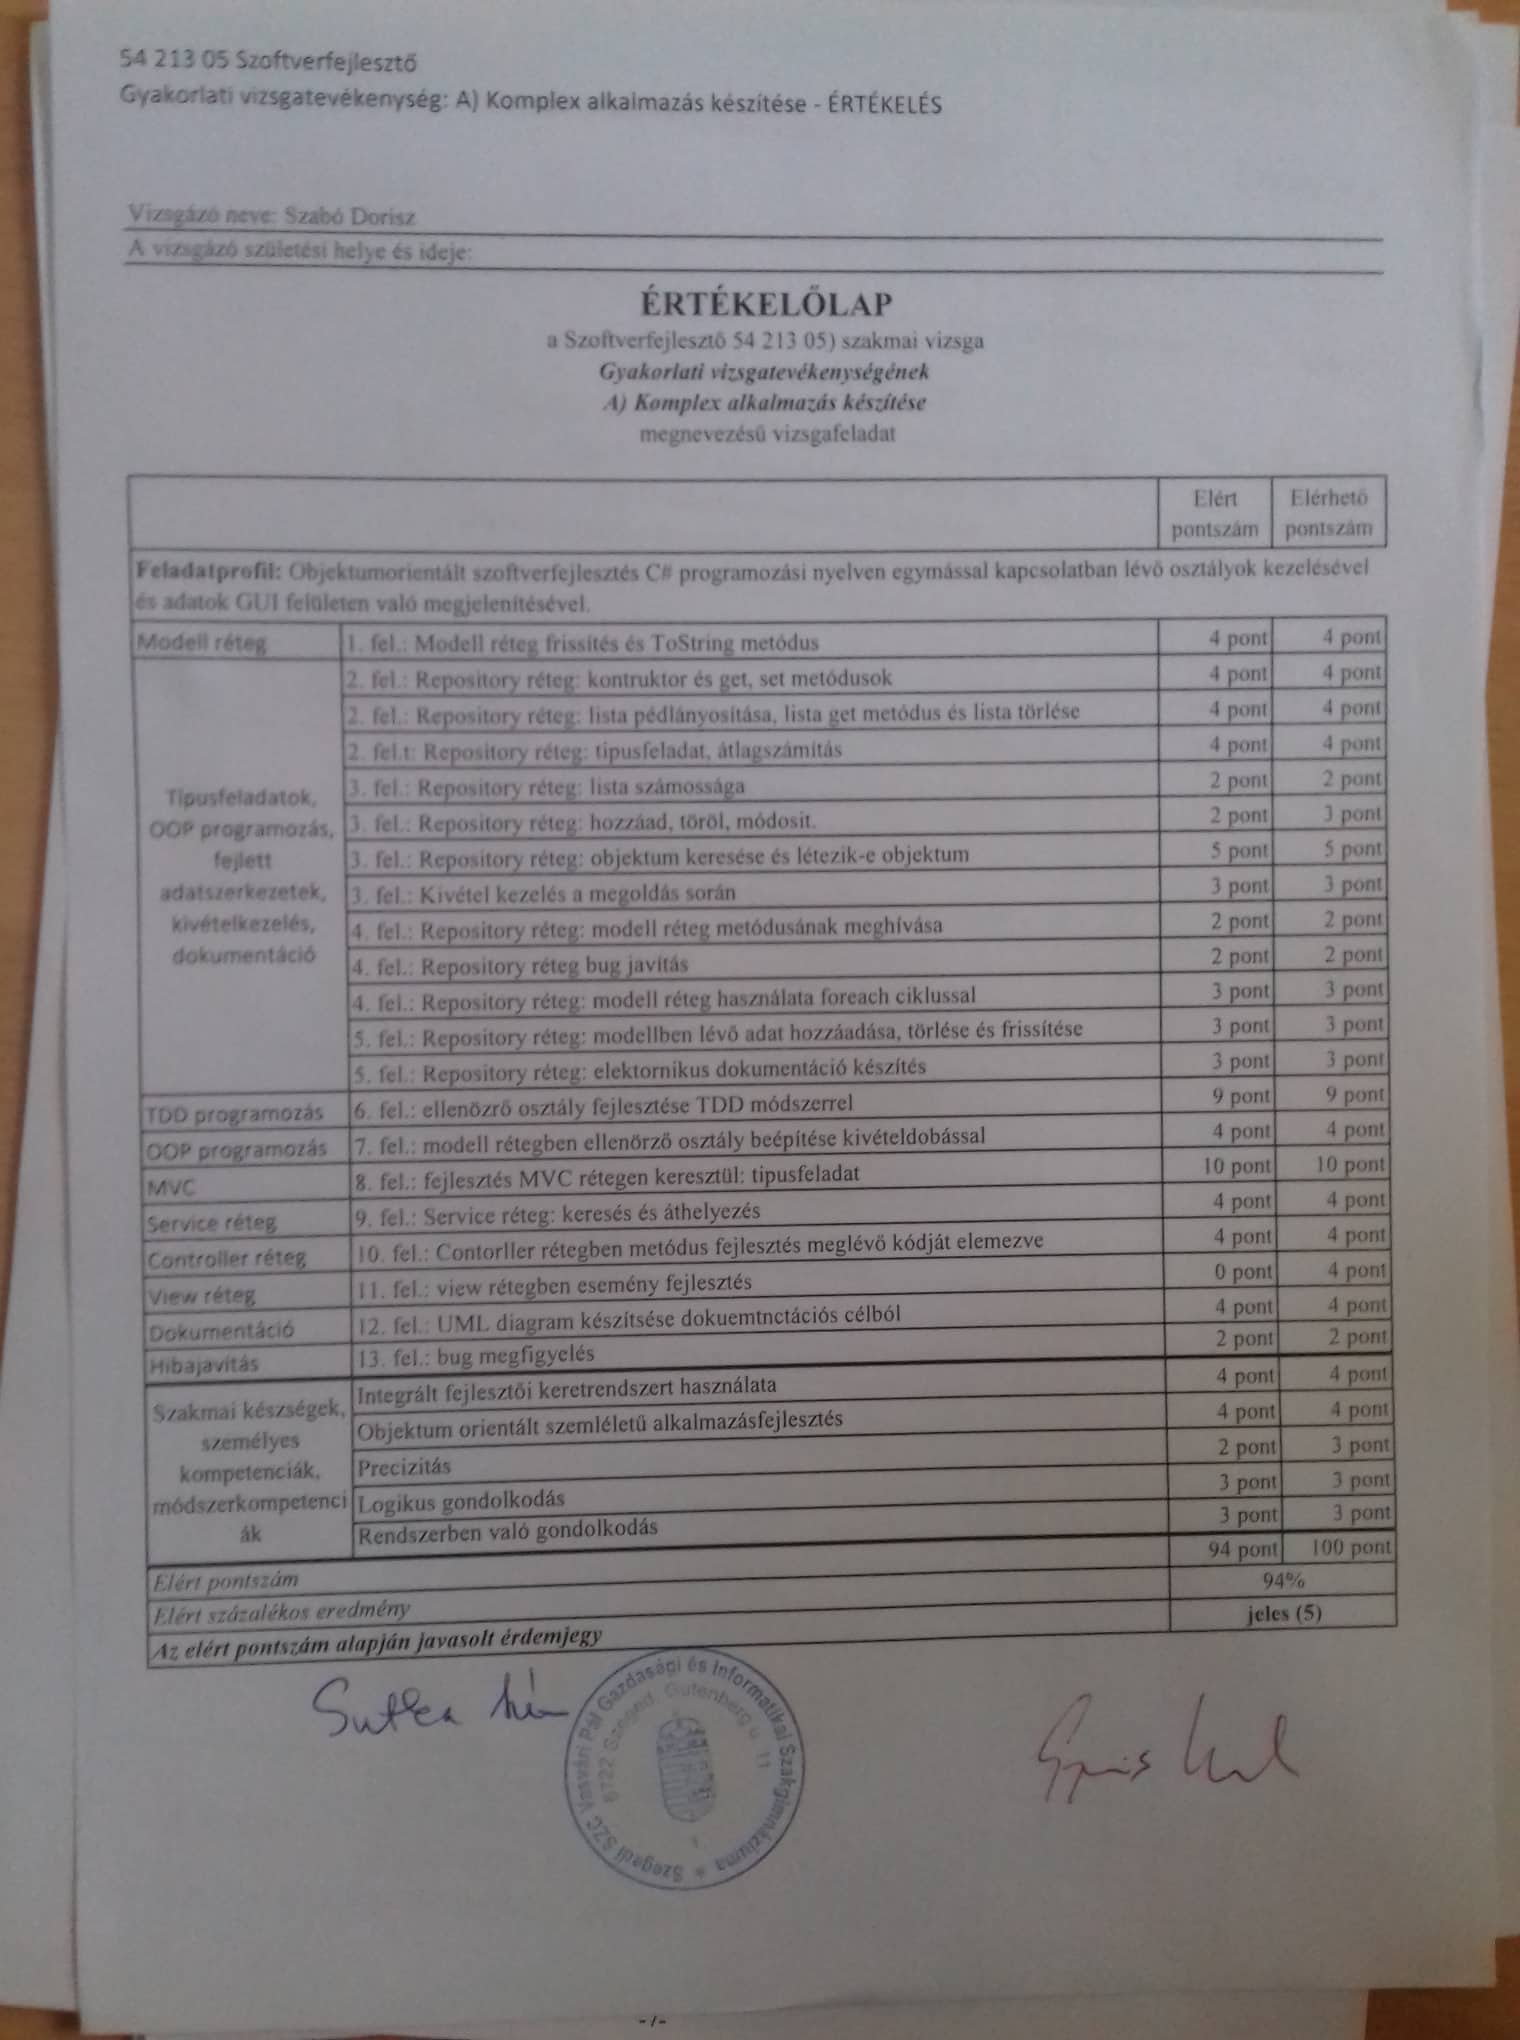 54 213 05 Szoftverfejlesztő
Gyakorlati vizsgatevékenység: A) Komplex alkalmazás készítése - ÉRTÉKELÉS
Vizsgázó neve: Szabó Dorisz
A vizsgázó születési helye és ideje:
ÉRTÉKELŐLAP
a Szoftverfejlesztő 54 213 05) szakmai vizsga
Gyakorlati vizsgatevékenységének
A) Komplex alkalmazás készítése
megnevezésű vizsgafeladat
Elért pontszám Elérhető pontszám
Feladatprofil: Objektumorientált szoftverfejlesztés C# programozási nyelven egymással kapcsolatban lévő osztályok kezelésével
és adatok GUI felületen való megjelenítésével.
Modell réteg 1. fel.: Modell réteg frissítés és ToString metódus 4 pont 4 pont
Típusfeladatok, OOP programozás, fejlett adatszerkezetek, kivételkezelés, dokumentáció
2. fel.: Repository réteg: kontruktor és get, set metódusok 4 pont 4 pont
2. fel.: Repository réteg: lista pédlányosítása, lista get metódus és lista törlése 4 pont 4 pont
2. fel.t: Repository réteg: tipusfeladat, átlagszámítás 4 pont 4 pont
3. fel.: Repository réteg: lista számossága 2 pont 2 pont
3. fel.: Repository réteg: hozzáad, töröl, módosit. 2 pont 3 pont
3. fel.: Repository réteg: objektum keresése és létezik-e objektum 5 pont 5 pont
3. fel.: Kivétel kezelés a megoldás során 3 pont 3 pont
4. fel.: Repository réteg: modell réteg metódusának meghívása 2 pont 2 pont
4. fel.: Repository réteg bug javítás 2 pont 2 pont
4. fel.: Repository réteg: modell réteg használata foreach ciklussal 3 pont 3 pont
5. fel.: Repository réteg: modellben lévő adat hozzáadása, törlése és frissítése 3 pont 3 pont
5. fel.: Repository réteg: elektornikus dokumentáció készítés 3 pont 3 pont
TDD programozás 6. fel.: ellenözrő osztály fejlesztése TDD módszerrel 9 pont 9 pont
OOP programozás 7. fel.: modell rétegben ellenőrző osztály beépítése kivételdobással 4 pont 4 pont
MVC 8. fel.: fejlesztés MVC rétegen keresztül: tipusfeladat 10 pont 10 pont
Service réteg 9. fel.: Service réteg: keresés és áthelyezés 4 pont 4 pont
Controller réteg 10. fel.: Contorller rétegben metódus fejlesztés meglévő kódját elemezve 4 pont 4 pont
View réteg 11. fel.: view rétegben esemény fejlesztés 0 pont 4 pont
Dokumentáció 12. fel.: UML diagram készítsése dokuemtnctációs célból 4 pont 4 pont
Hibajavítás 13. fel.: bug megfigyelés 2 pont 2 pont
Szakmai készségek, személyes kompetenciák, módszerkompetenciák
Integrált fejlesztői keretrendszert használata 4 pont 4 pont
Objektum orientált szemléletű alkalmazásfejlesztés 4 pont 4 pont
Precizitás 2 pont 3 pont
Logikus gondolkodás 3 pont 3 pont
Rendszerben való gondolkodás 3 pont 3 pont
Elért pontszám 94 pont 100 pont
Elért százalékos eredmény 94%
Az elért pontszám alapján javasolt érdemjegy jeles (5)
Szegedi SZC Vasvári Pál Gazdasági és Informatikai Szakgimnáziuma *
6722 Szeged, Gutenberg u. 11
- / -